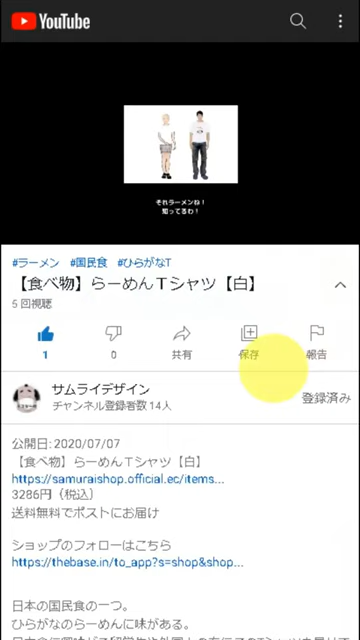 YouTube
それラーメンね!
知ってるわ!
#ラーメン #国民食 #ひらがなT
【食べ物】らーめんTシャツ【白】
5 回視聴
1
0
共有
保存
報告
サムライデザイン
チャンネル登録者数 14人
登録済み
公開日: 2020/07/07
【食べ物】らーめんTシャツ【白】
https://samuraishop.official.ec/items...
3286円（税込）
送料無料でポストにお届け
ショップのフォローはこちら
https://thebase.in/to_app?s=shop&shop...
日本の国民食の一つ。
ひらがなのらーめんに味がある。